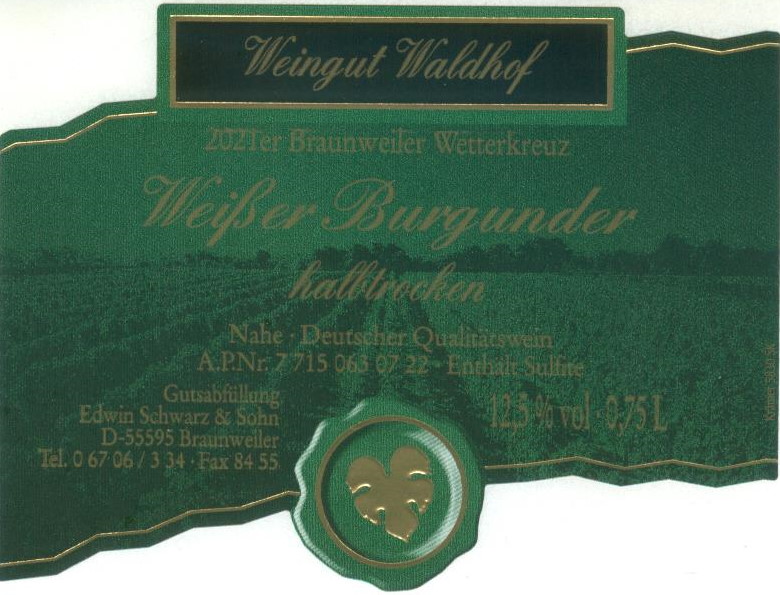 Weingut Waldhof
2021er Braunweiler Wetterkreuz
Weißer Burgunder
halbtrocken
Nahe · Deutscher Qualitätswein
A.P.Nr. 7 715 063 07 22 · Enthält Sulfite
Gutsabfüllung
Edwin Schwarz & Sohn
D-55595 Braunweiler
Tel. 0 67 06 / 3 34 · Fax 84 55
12,5 % vol · 0,75 L